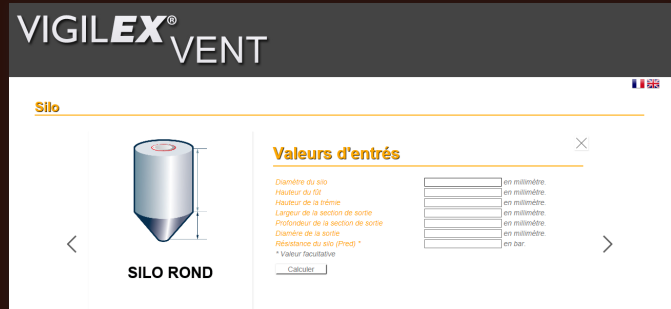 VIGILEX®
VENT
Silo
Valeurs d'entrés
Diamètre du silo en millimètre.
Hauteur du fût en millimètre.
Hauteur de la trémie en millimètre.
Largeur de la section de sortie en millimètre.
Profondeur de la section de sortie en millimètre.
Diamère de la sortie en millimètre.
Résistance du silo (Pred) * en bar.
* Valeur facultative
Calculer
SILO ROND